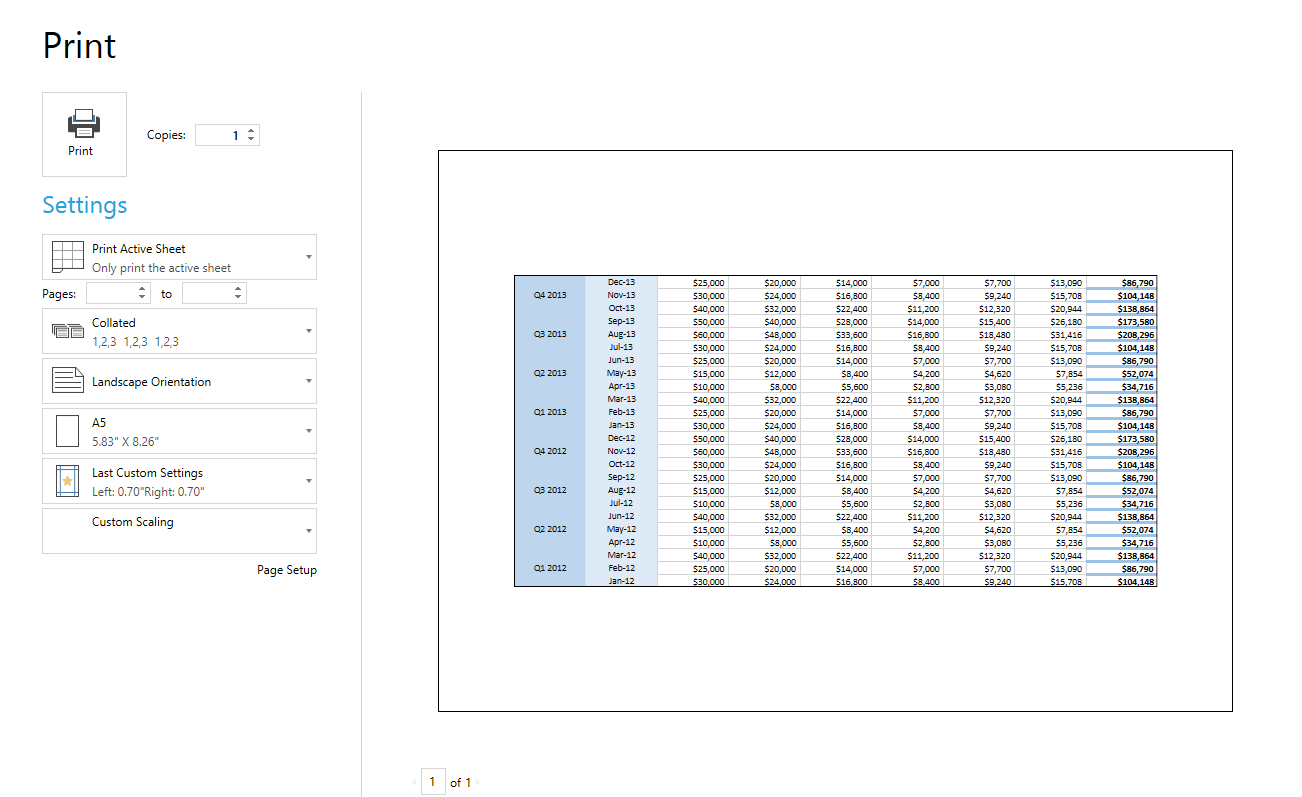 Print
Print
Copies: 1
Settings
Print Active Sheet
Only print the active sheet
Pages: to
Collated
1,2,3 1,2,3 1,2,3
Landscape Orientation
A5
5.83" X 8.26"
Last Custom Settings
Left: 0.70"Right: 0.70"
Custom Scaling
Page Setup
Dec-13 $25,000 $20,000 $14,000 $7,000 $7,700 $13,090 $86,790
Q4 2013 Nov-13 $30,000 $24,000 $16,800 $8,400 $9,240 $15,708 $104,148
Oct-13 $40,000 $32,000 $22,400 $11,200 $12,320 $20,944 $138,864
Sep-13 $50,000 $40,000 $28,000 $14,000 $15,400 $26,180 $173,580
Q3 2013 Aug-13 $60,000 $48,000 $33,600 $16,800 $18,480 $31,416 $208,296
Jul-13 $30,000 $24,000 $16,800 $8,400 $9,240 $15,708 $104,148
Jun-13 $25,000 $20,000 $14,000 $7,000 $7,700 $13,090 $86,790
Q2 2013 May-13 $15,000 $12,000 $8,400 $4,200 $4,620 $7,854 $52,074
Apr-13 $10,000 $8,000 $5,600 $2,800 $3,080 $5,236 $34,716
Mar-13 $40,000 $32,000 $22,400 $11,200 $12,320 $20,944 $138,864
Q1 2013 Feb-13 $25,000 $20,000 $14,000 $7,000 $7,700 $13,090 $86,790
Jan-13 $30,000 $24,000 $16,800 $8,400 $9,240 $15,708 $104,148
Dec-12 $50,000 $40,000 $28,000 $14,000 $15,400 $26,180 $173,580
Q4 2012 Nov-12 $60,000 $48,000 $33,600 $16,800 $18,480 $31,416 $208,296
Oct-12 $30,000 $24,000 $16,800 $8,400 $9,240 $15,708 $104,148
Sep-12 $25,000 $20,000 $14,000 $7,000 $7,700 $13,090 $86,790
Q3 2012 Aug-12 $15,000 $12,000 $8,400 $4,200 $4,620 $7,854 $52,074
Jul-12 $10,000 $8,000 $5,600 $2,800 $3,080 $5,236 $34,716
Jun-12 $40,000 $32,000 $22,400 $11,200 $12,320 $20,944 $138,864
Q2 2012 May-12 $15,000 $12,000 $8,400 $4,200 $4,620 $7,854 $52,074
Apr-12 $10,000 $8,000 $5,600 $2,800 $3,080 $5,236 $34,716
Mar-12 $40,000 $32,000 $22,400 $11,200 $12,320 $20,944 $138,864
Q1 2012 Feb-12 $25,000 $20,000 $14,000 $7,000 $7,700 $13,090 $86,790
Jan-12 $30,000 $24,000 $16,800 $8,400 $9,240 $15,708 $104,148
1 of 1